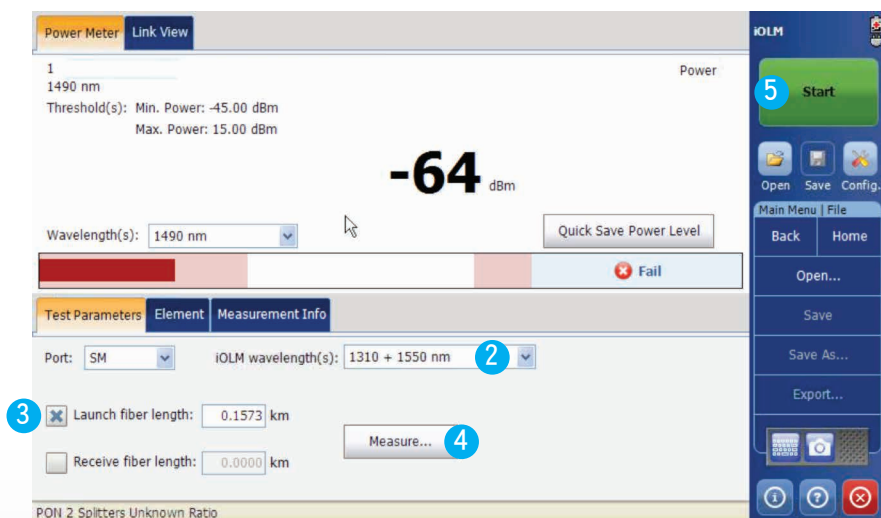 Power Meter Link View
1
1490 nm
Threshold(s): Min. Power: -45.00 dBm
Max. Power: 15.00 dBm
Power
-64 dBm
Wavelength(s): 1490 nm
Quick Save Power Level
Fail
Test Parameters Element Measurement Info
Port: SM iOLM wavelength(s): 1310 + 1550 nm 2
3 Launch fiber length: 0.1573 km
Measure... 4
Receive fiber length: 0.0000 km
PON 2 Splitters Unknown Ratio
iOLM
5 Start
Open Save Config.
Main Menu | File
Back Home
Open...
Save
Save As...
Export...